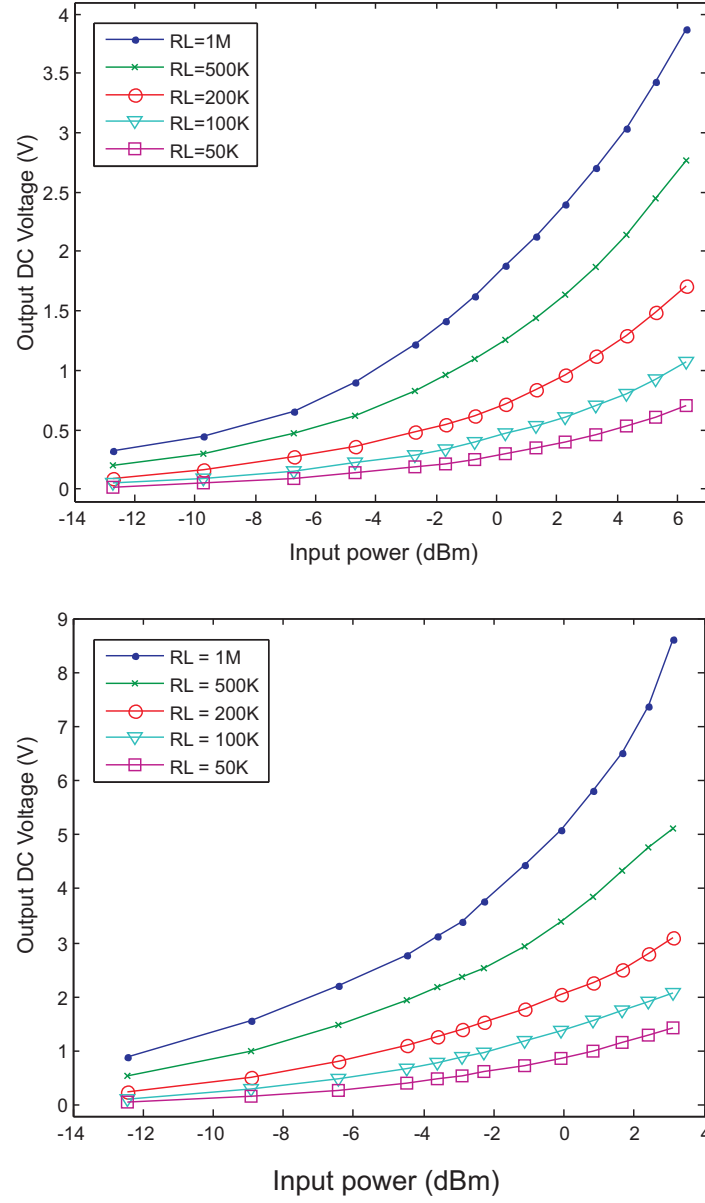 4
3.5
3
2.5
2
1.5
1
0.5
0
Output DC Voltage (V)
RL=1M
RL=500K
RL=200K
RL=100K
RL=50K
-14 -12 -10 -8 -6 -4 -2 0 2 4 6
Input power (dBm)
9
8
7
6
5
4
3
2
1
0
Output DC Voltage (V)
RL = 1M
RL = 500K
RL = 200K
RL = 100K
RL = 50K
-14 -12 -10 -8 -6 -4 -2 0 2 4
Input power (dBm)